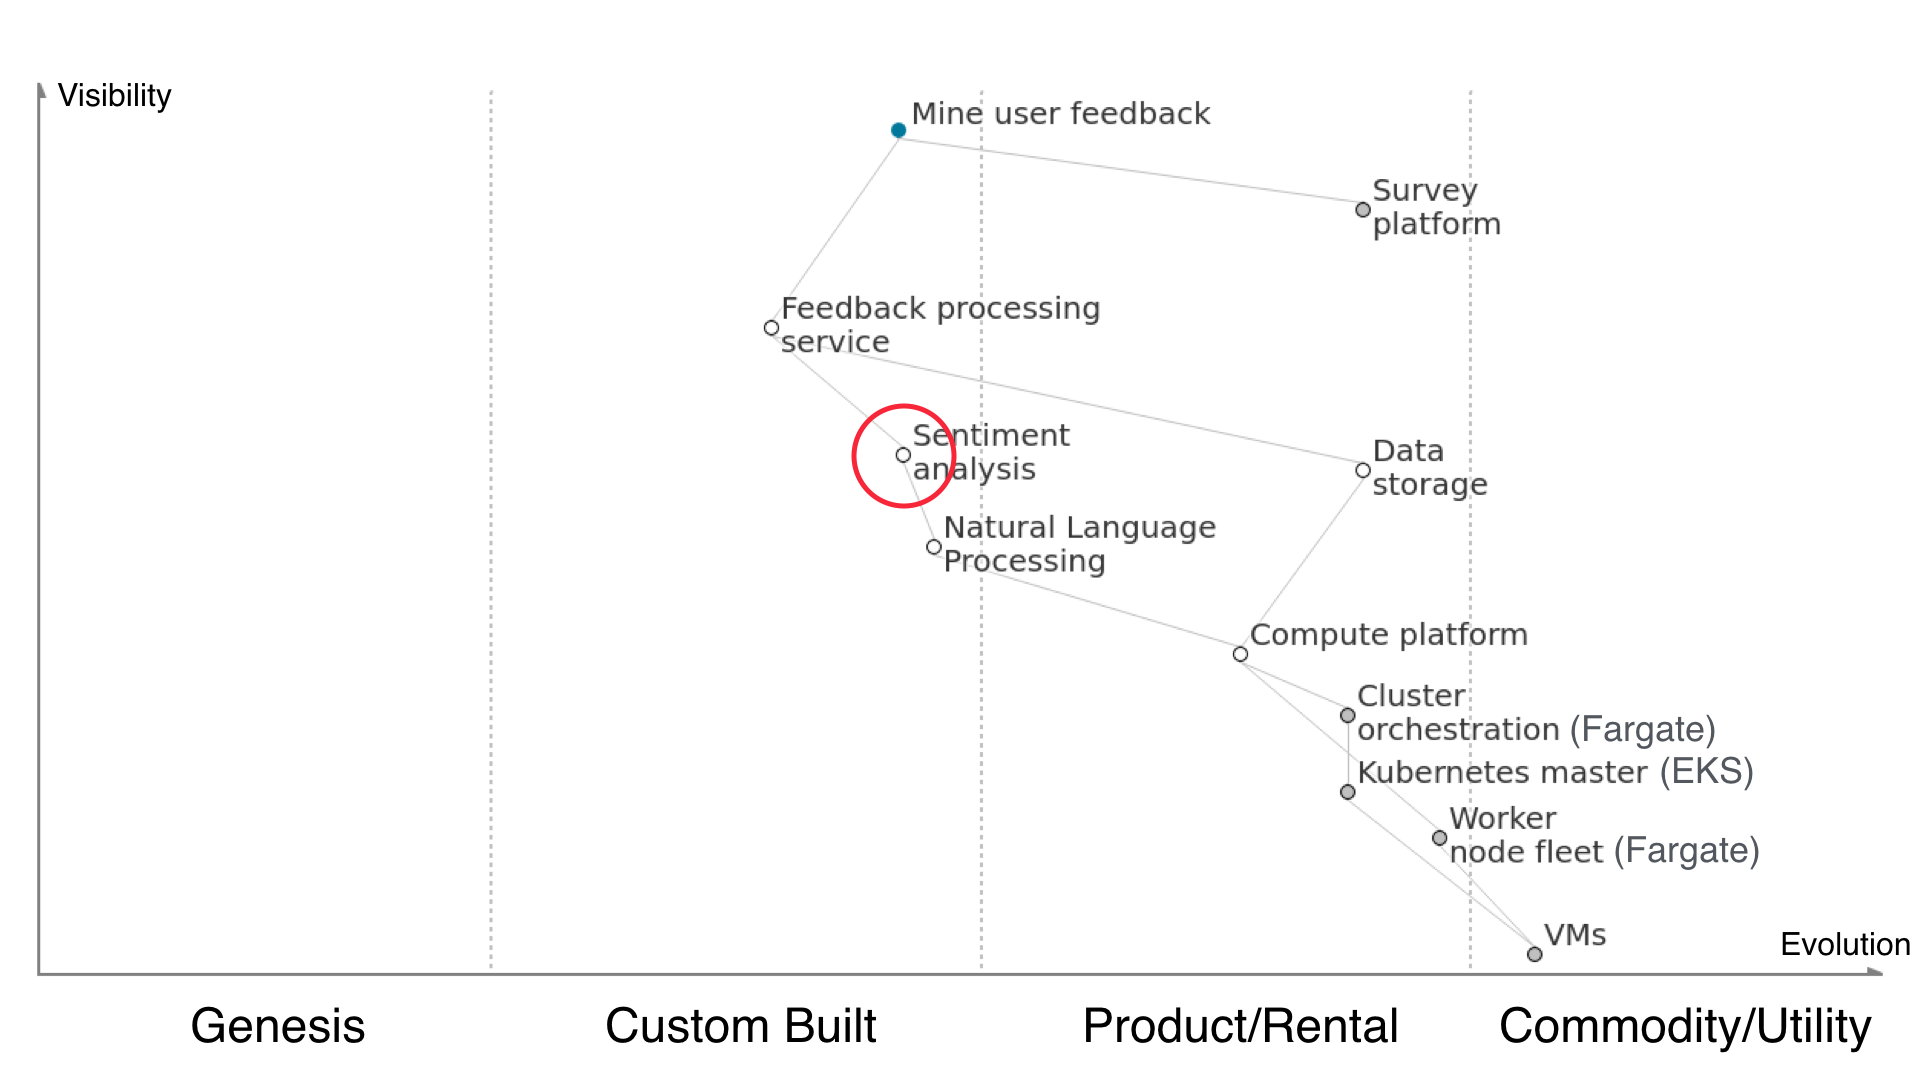 Visibility
Mine user feedback
Survey
platform
Feedback processing
service
Sentiment
analysis
Data
storage
Natural Language
Processing
Compute platform
Cluster
orchestration (Fargate)
Kubernetes master (EKS)
Worker
node fleet (Fargate)
VMs
Evolution
Genesis
Custom Built
Product/Rental
Commodity/Utility